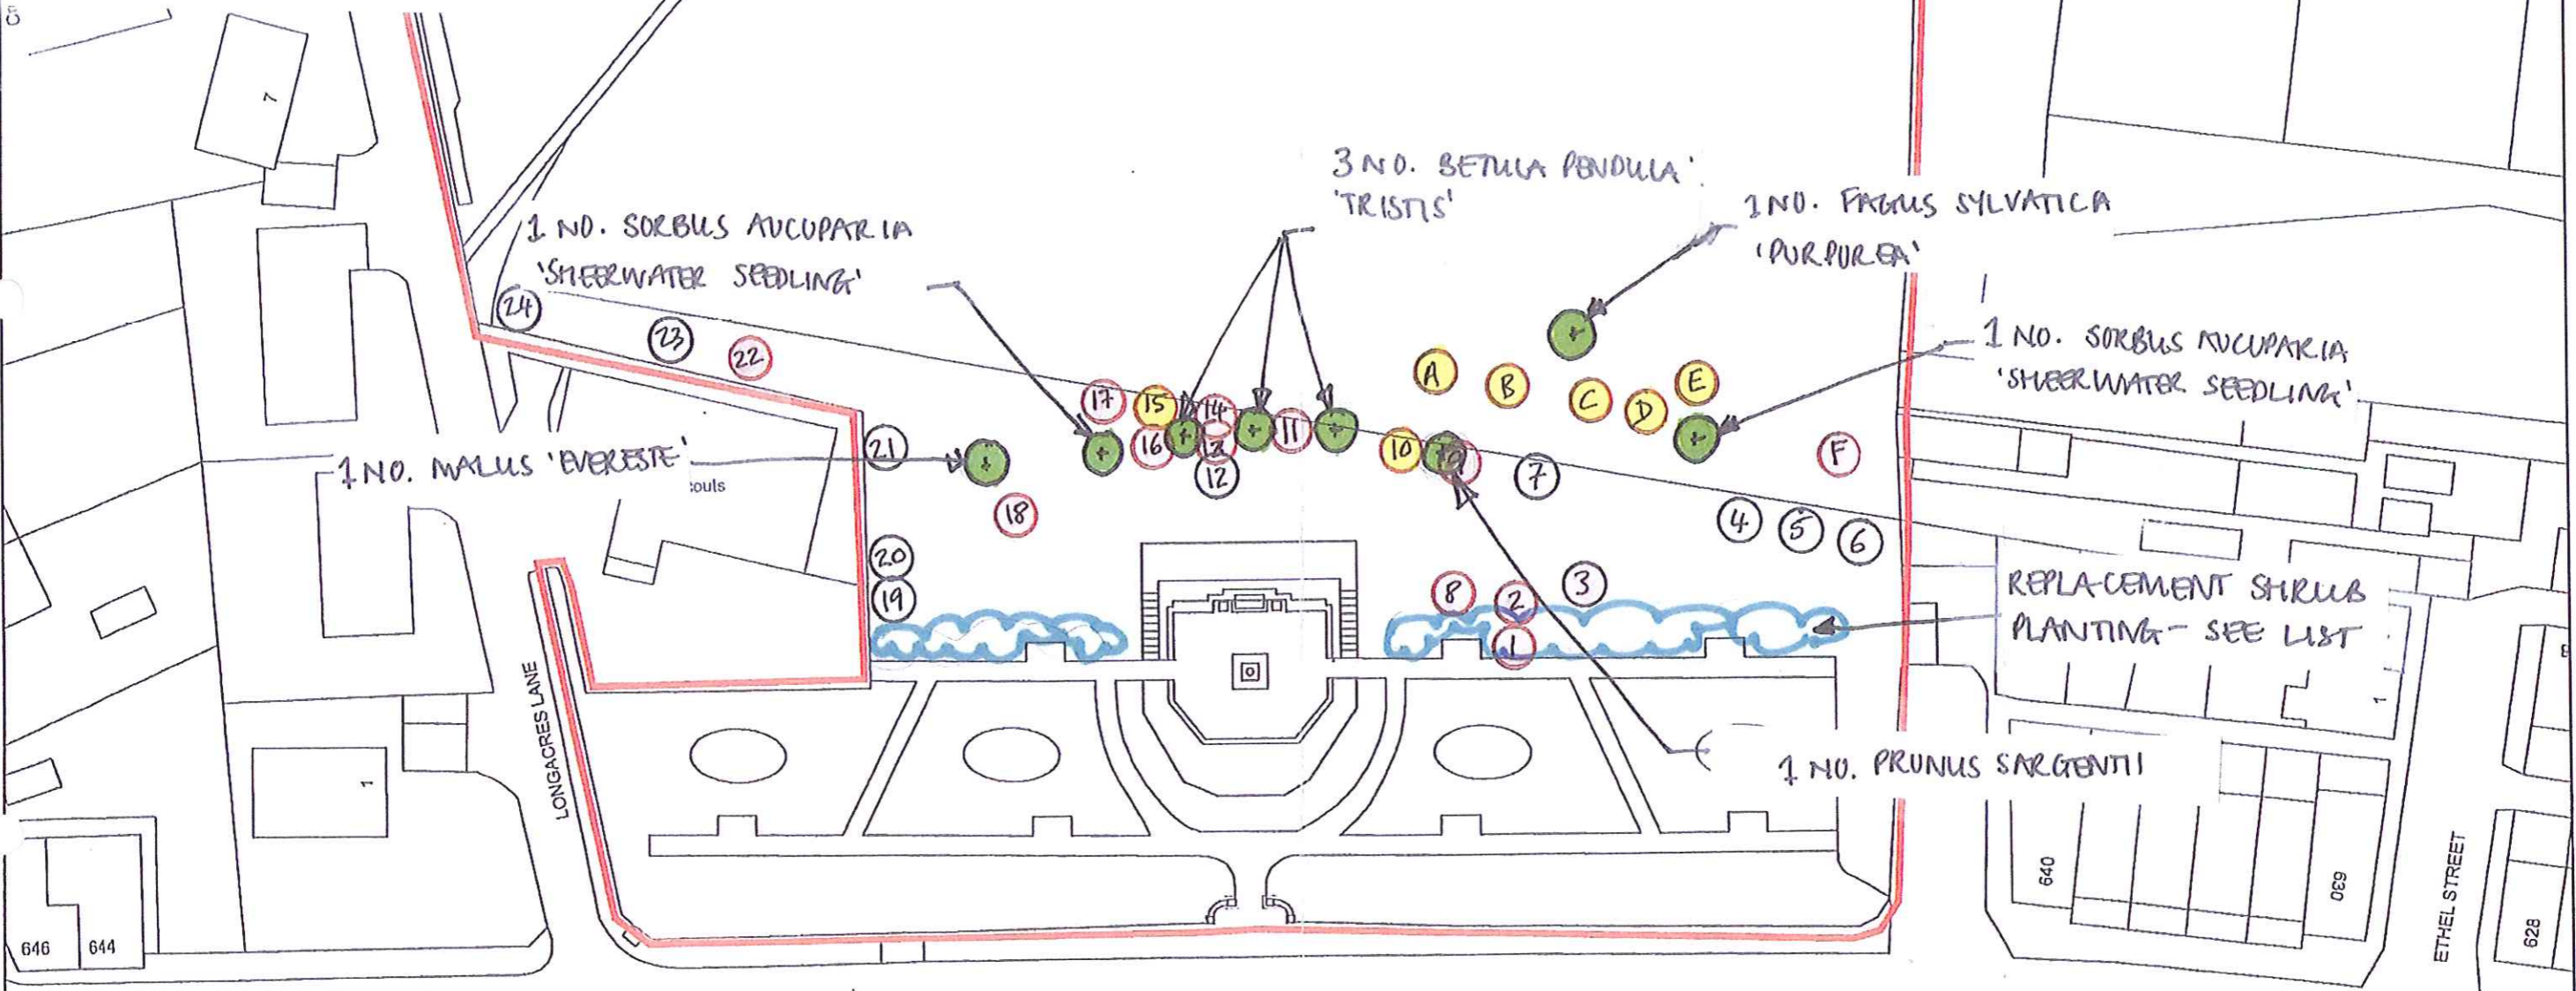 7
3 NO. BETULA PENDULA'
'TRISTIS'
1 NO. FAGUS SYLVATICA
'PURPUREA'
1 NO. SORBUS AUCUPARIA
'SHEERWATER SEEDLING'
1 NO. SORBUS AUCUPARIA
'SHEERWATER SEEDLING'
24
23
22
17
15
14
11
16
13
12
A
B
C
D
E
F
10
9
7
4
5
6
21
1 NO. MALUS 'EVERESTE'
outs
18
20
19
8
2
3
1
REPLACEMENT SHRUB
PLANTING - SEE LIST
1
LONGACRES LANE
1 NO. PRUNUS SARGENTII
1
646
644
640
630
ETHEL STREET
628